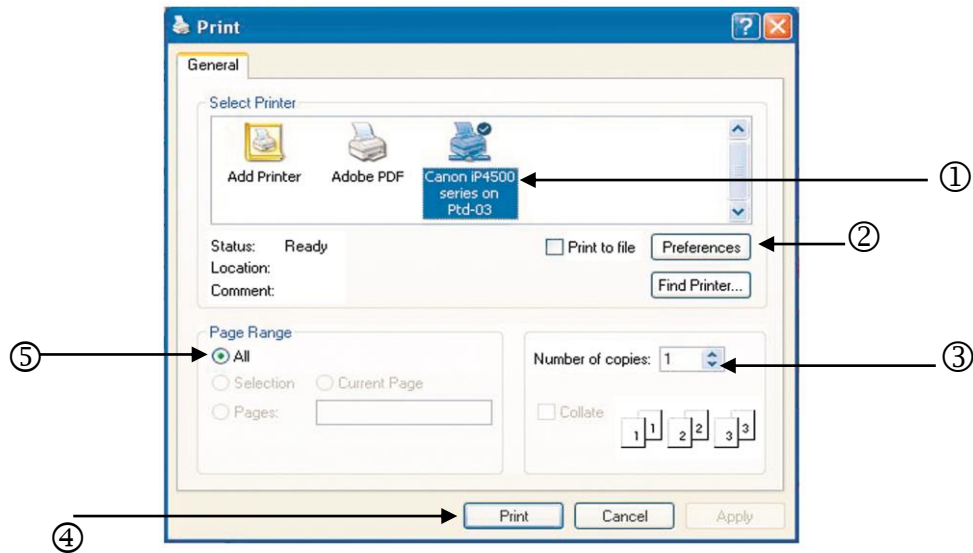 Print
General
Select Printer
Add Printer
Adobe PDF
Canon iP4500
series on
Ptd-03
①
Status: Ready
Print to file
Preferences
②
Location:
Comment:
Find Printer...
Page Range
⑤
All
Number of copies: 1
③
Selection
Current Page
Pages:
Collate
1 1 2 2 3 3
Print
Cancel
Apply
④